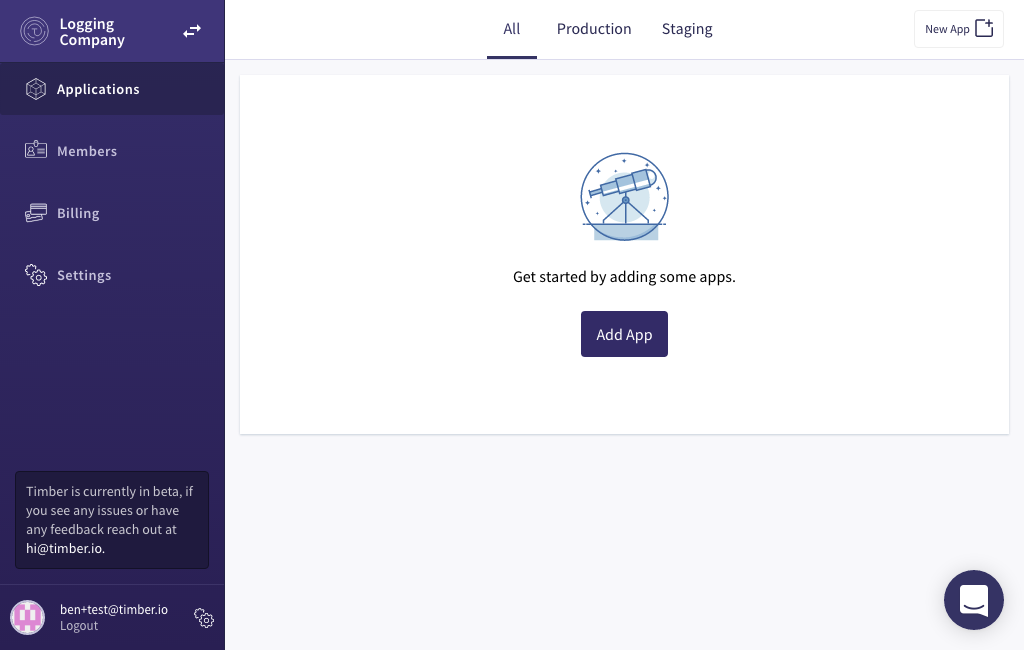 Logging
Company
Applications
Members
Billing
Settings
Timber is currently in beta, if
you see any issues or have
any feedback reach out at
hi@timber.io.
ben+test@timber.io
Logout
All Production Staging
New App
Get started by adding some apps.
Add App